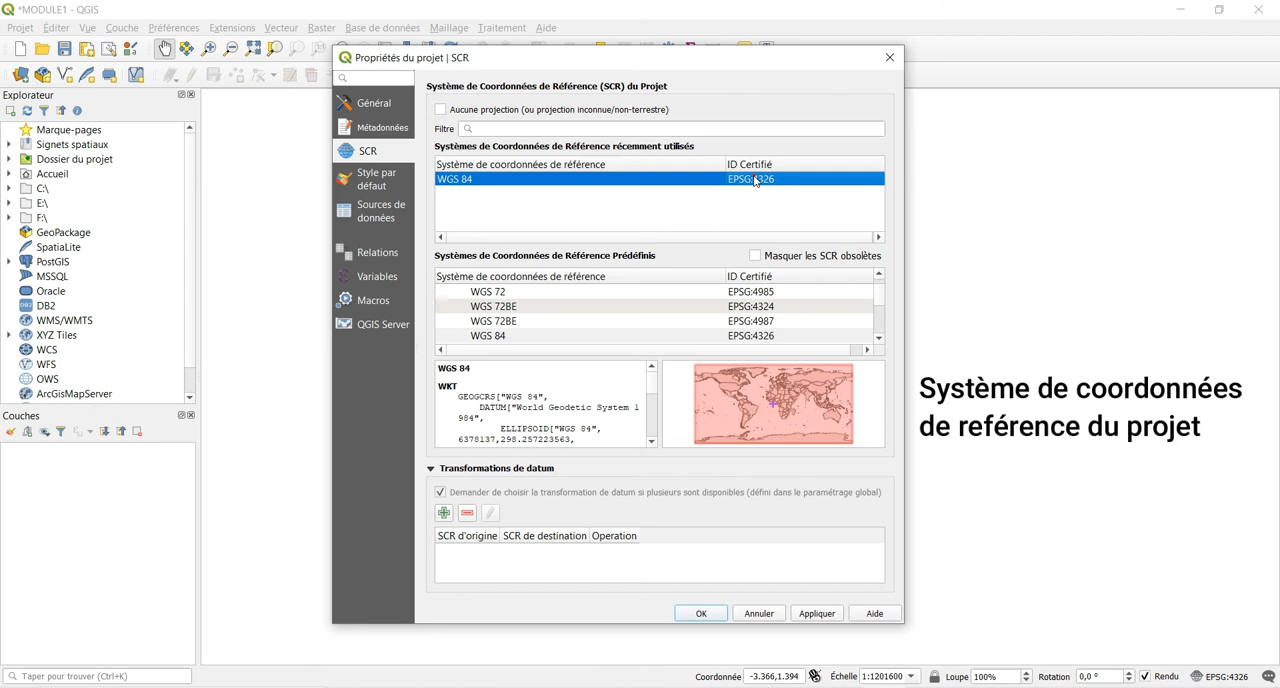 *MODULE1 - QGIS
Projet Éditer Vue Couche Préférences Extensions Vecteur Raster Base de données Maillage Traitement Aide
Explorateur
Marque-pages
Signets spatiaux
Dossier du projet
Accueil
C:\
E:\
F:\
GeoPackage
SpatiaLite
PostGIS
MSSQL
Oracle
DB2
WMS/WMTS
XYZ Tiles
WCS
WFS
OWS
ArcGisMapServer
Couches
Propriétés du projet | SCR
Général
Métadonnées
SCR
Style par
défaut
Sources de
données
Relations
Variables
Macros
QGIS Server
Système de Coordonnées de Référence (SCR) du Projet
Aucune projection (ou projection inconnue/non-terrestre)
Filtre
Systèmes de Coordonnées de Référence récemment utilisés
Système de coordonnées de référence ID Certifié
WGS 84 EPSG:4326
Systèmes de Coordonnées de Référence Prédéfinis Masquer les SCR obsolètes
Système de coordonnées de référence ID Certifié
WGS 72 EPSG:4985
WGS 72BE EPSG:4324
WGS 72BE EPSG:4987
WGS 84 EPSG:4326
WGS 84
WKT
GEOGCRS["WGS 84",
DATUM["World Geodetic System 1
984",
ELLIPSOID["WGS 84",
6378137,298.257223563,
Transformations de datum
Demander de choisir la transformation de datum si plusieurs sont disponibles (défini dans le paramétrage global)
SCR d'origine SCR de destination Operation
OK Annuler Appliquer Aide
Système de coordonnées
de reférence du projet
Taper pour trouver (Ctrl+K) Coordonnée -3.366,1.394 Échelle 1:1201600 Loupe 100% Rotation 0,0 ° Rendu EPSG:4326